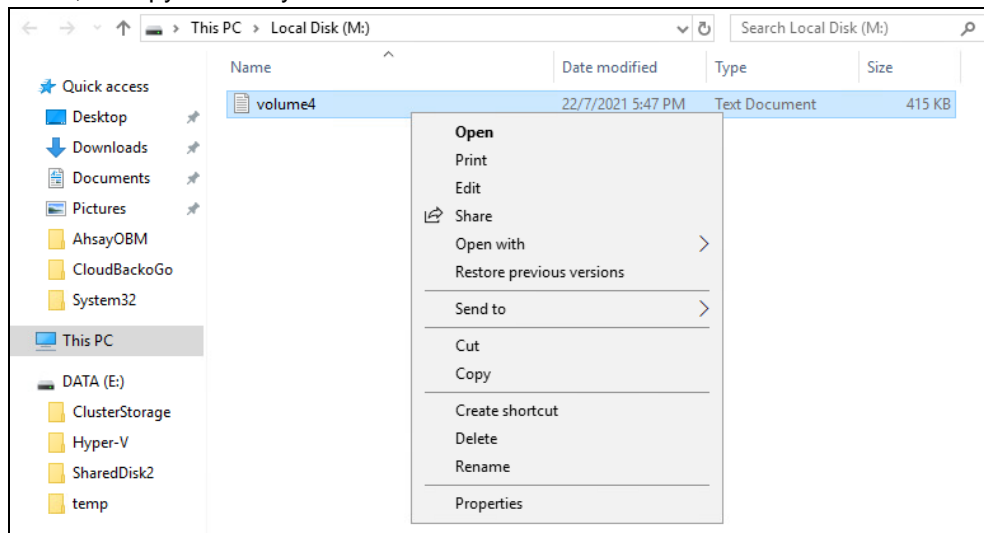 This PC > Local Disk (M:)
Search Local Disk (M:)
Name Date modified Type Size
Quick access
Desktop
Downloads
Documents
Pictures
AhsayOBM
CloudBackoGo
System32
This PC
DATA (E:)
ClusterStorage
Hyper-V
SharedDisk2
temp
volume4 22/7/2021 5:47 PM Text Document 415 KB
Open
Print
Edit
Share
Open with
Restore previous versions
Send to
Cut
Copy
Create shortcut
Delete
Rename
Properties